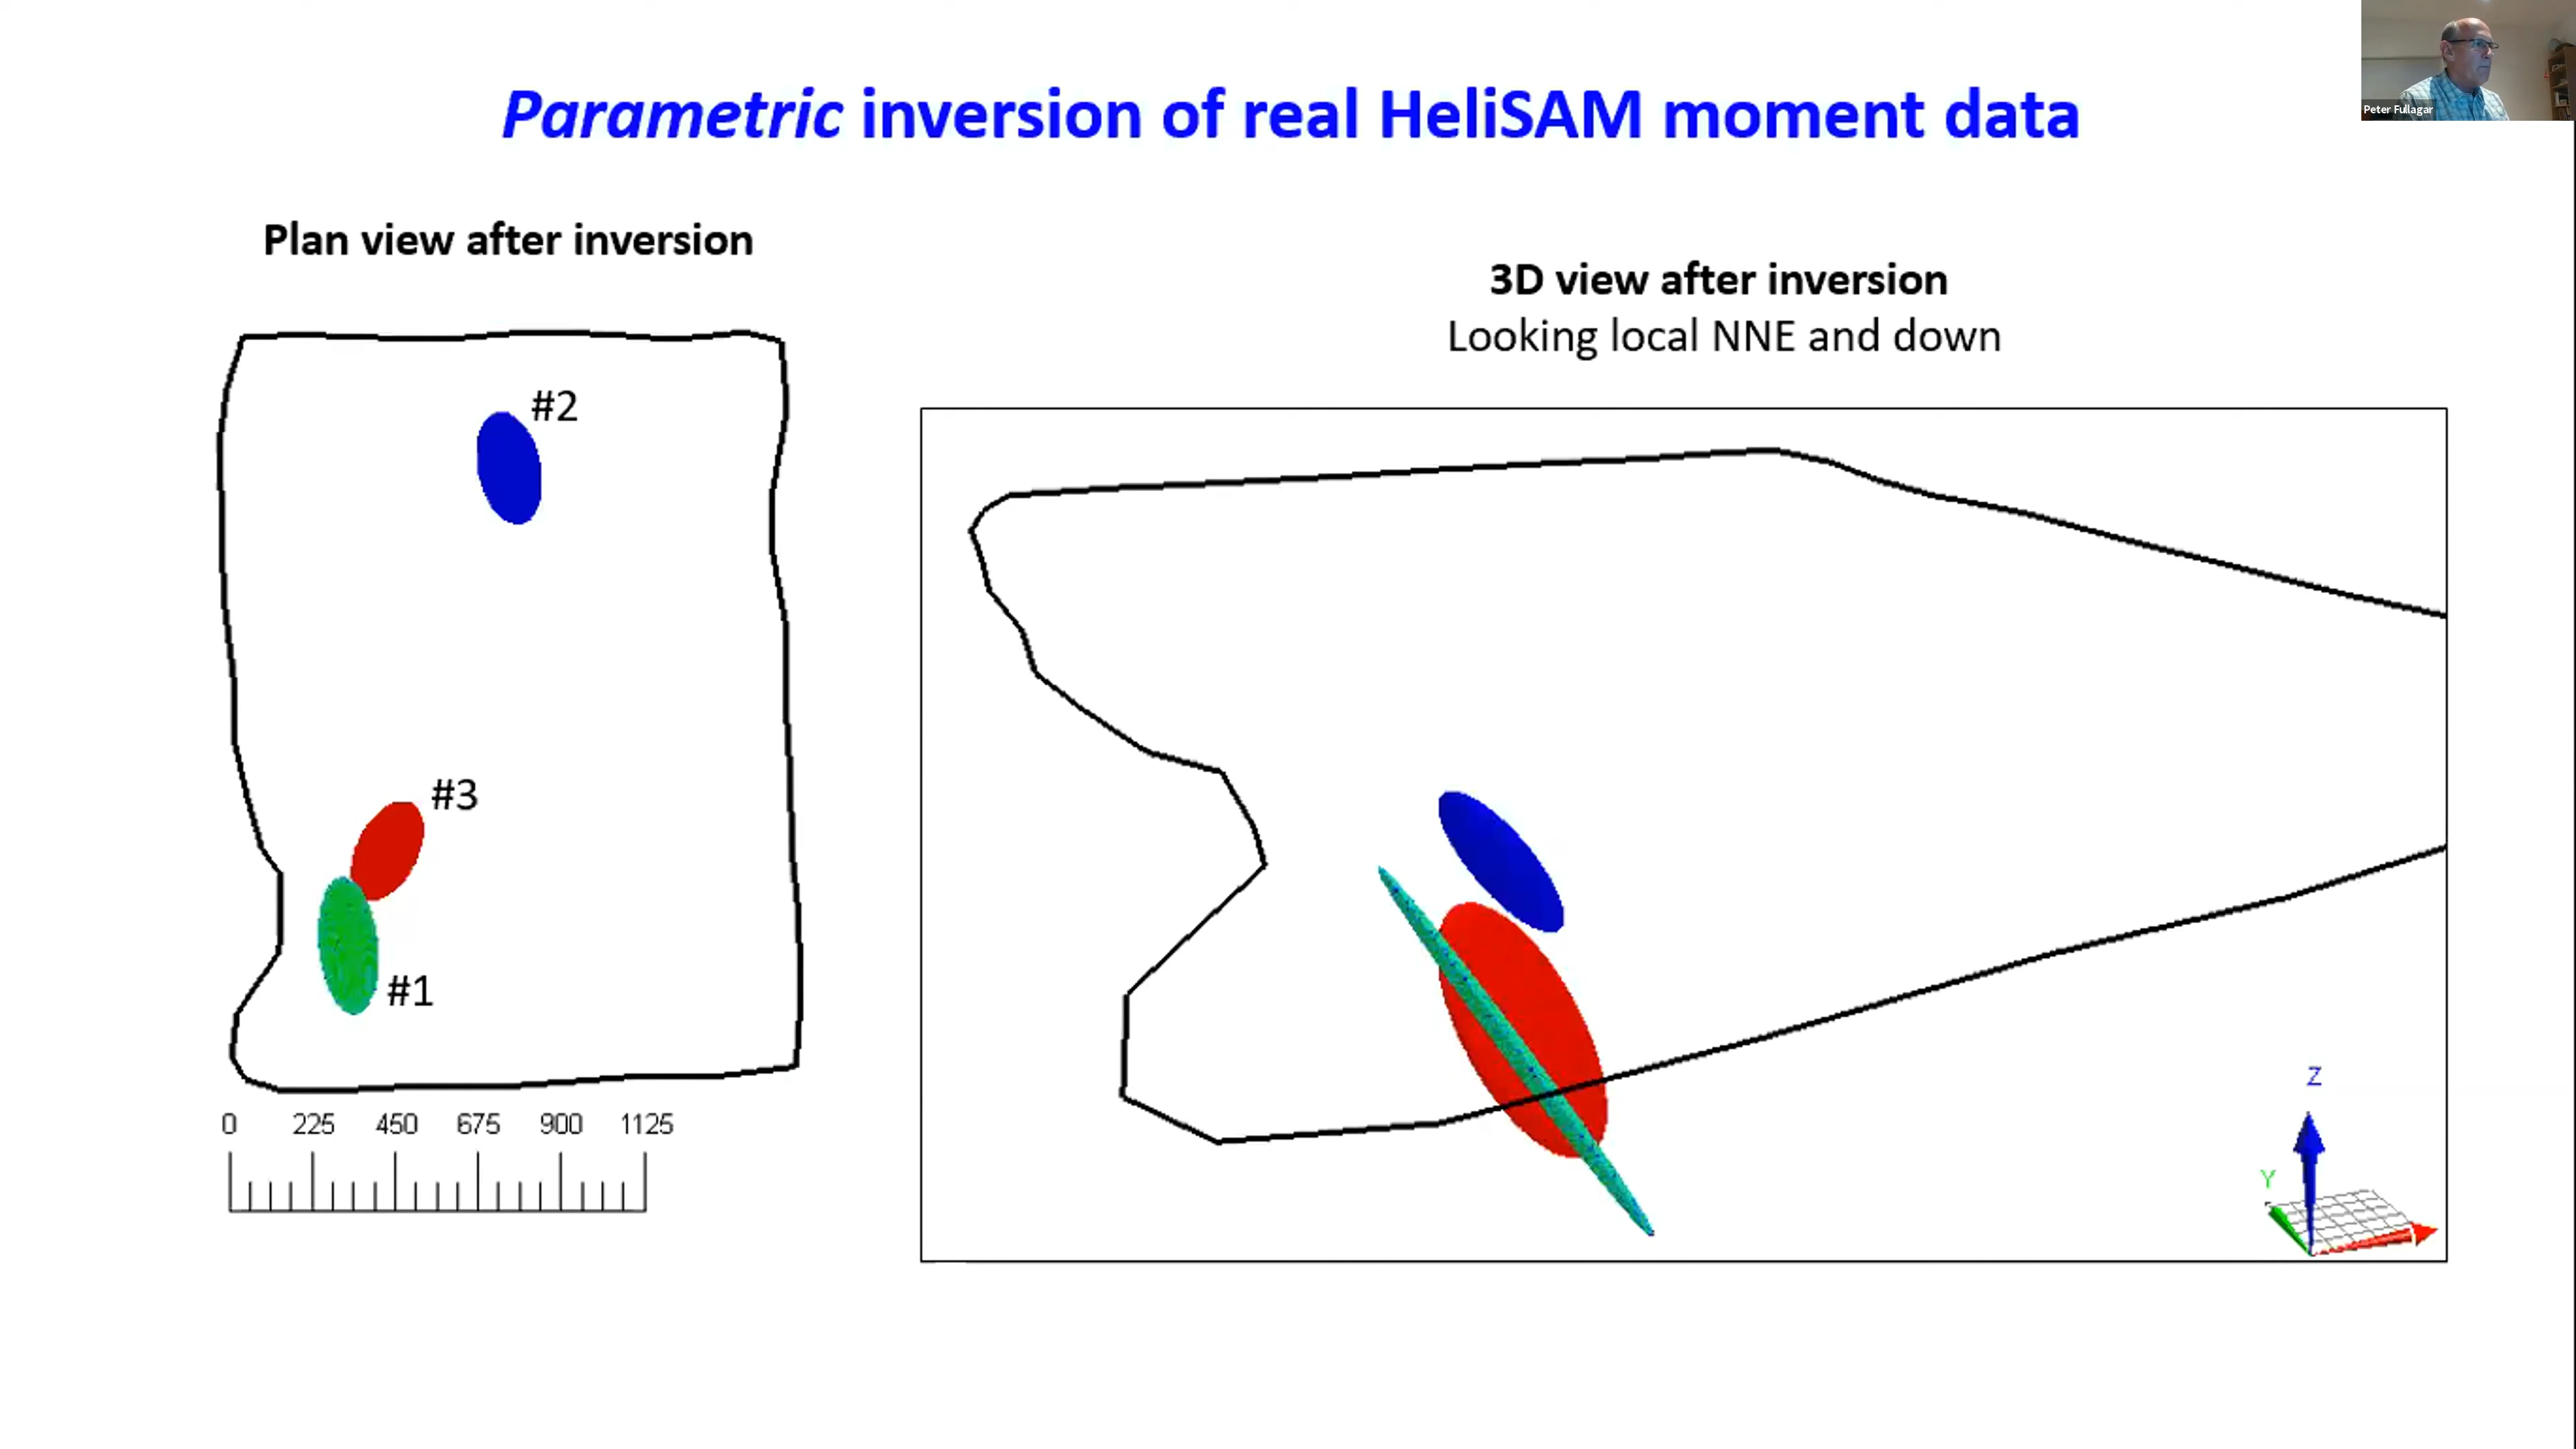 Parametric inversion of real HeliSAM moment data
Peter Fullagar
Plan view after inversion
#2
#3
#1
0 225 450 675 900 1125
3D view after inversion
Looking local NNE and down
Z
Y